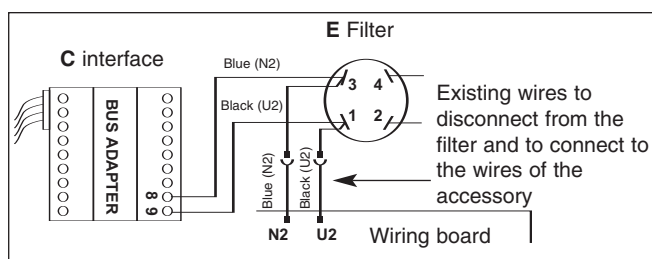 E Filter
C interface
Blue (N2)
Black (U2)
BUS ADAPTER
8
9
3 4
1 2
Blue (N2)
Black (U2)
Existing wires to
disconnect from the
filter and to connect to
the wires of the
accessory
N2 U2 Wiring board